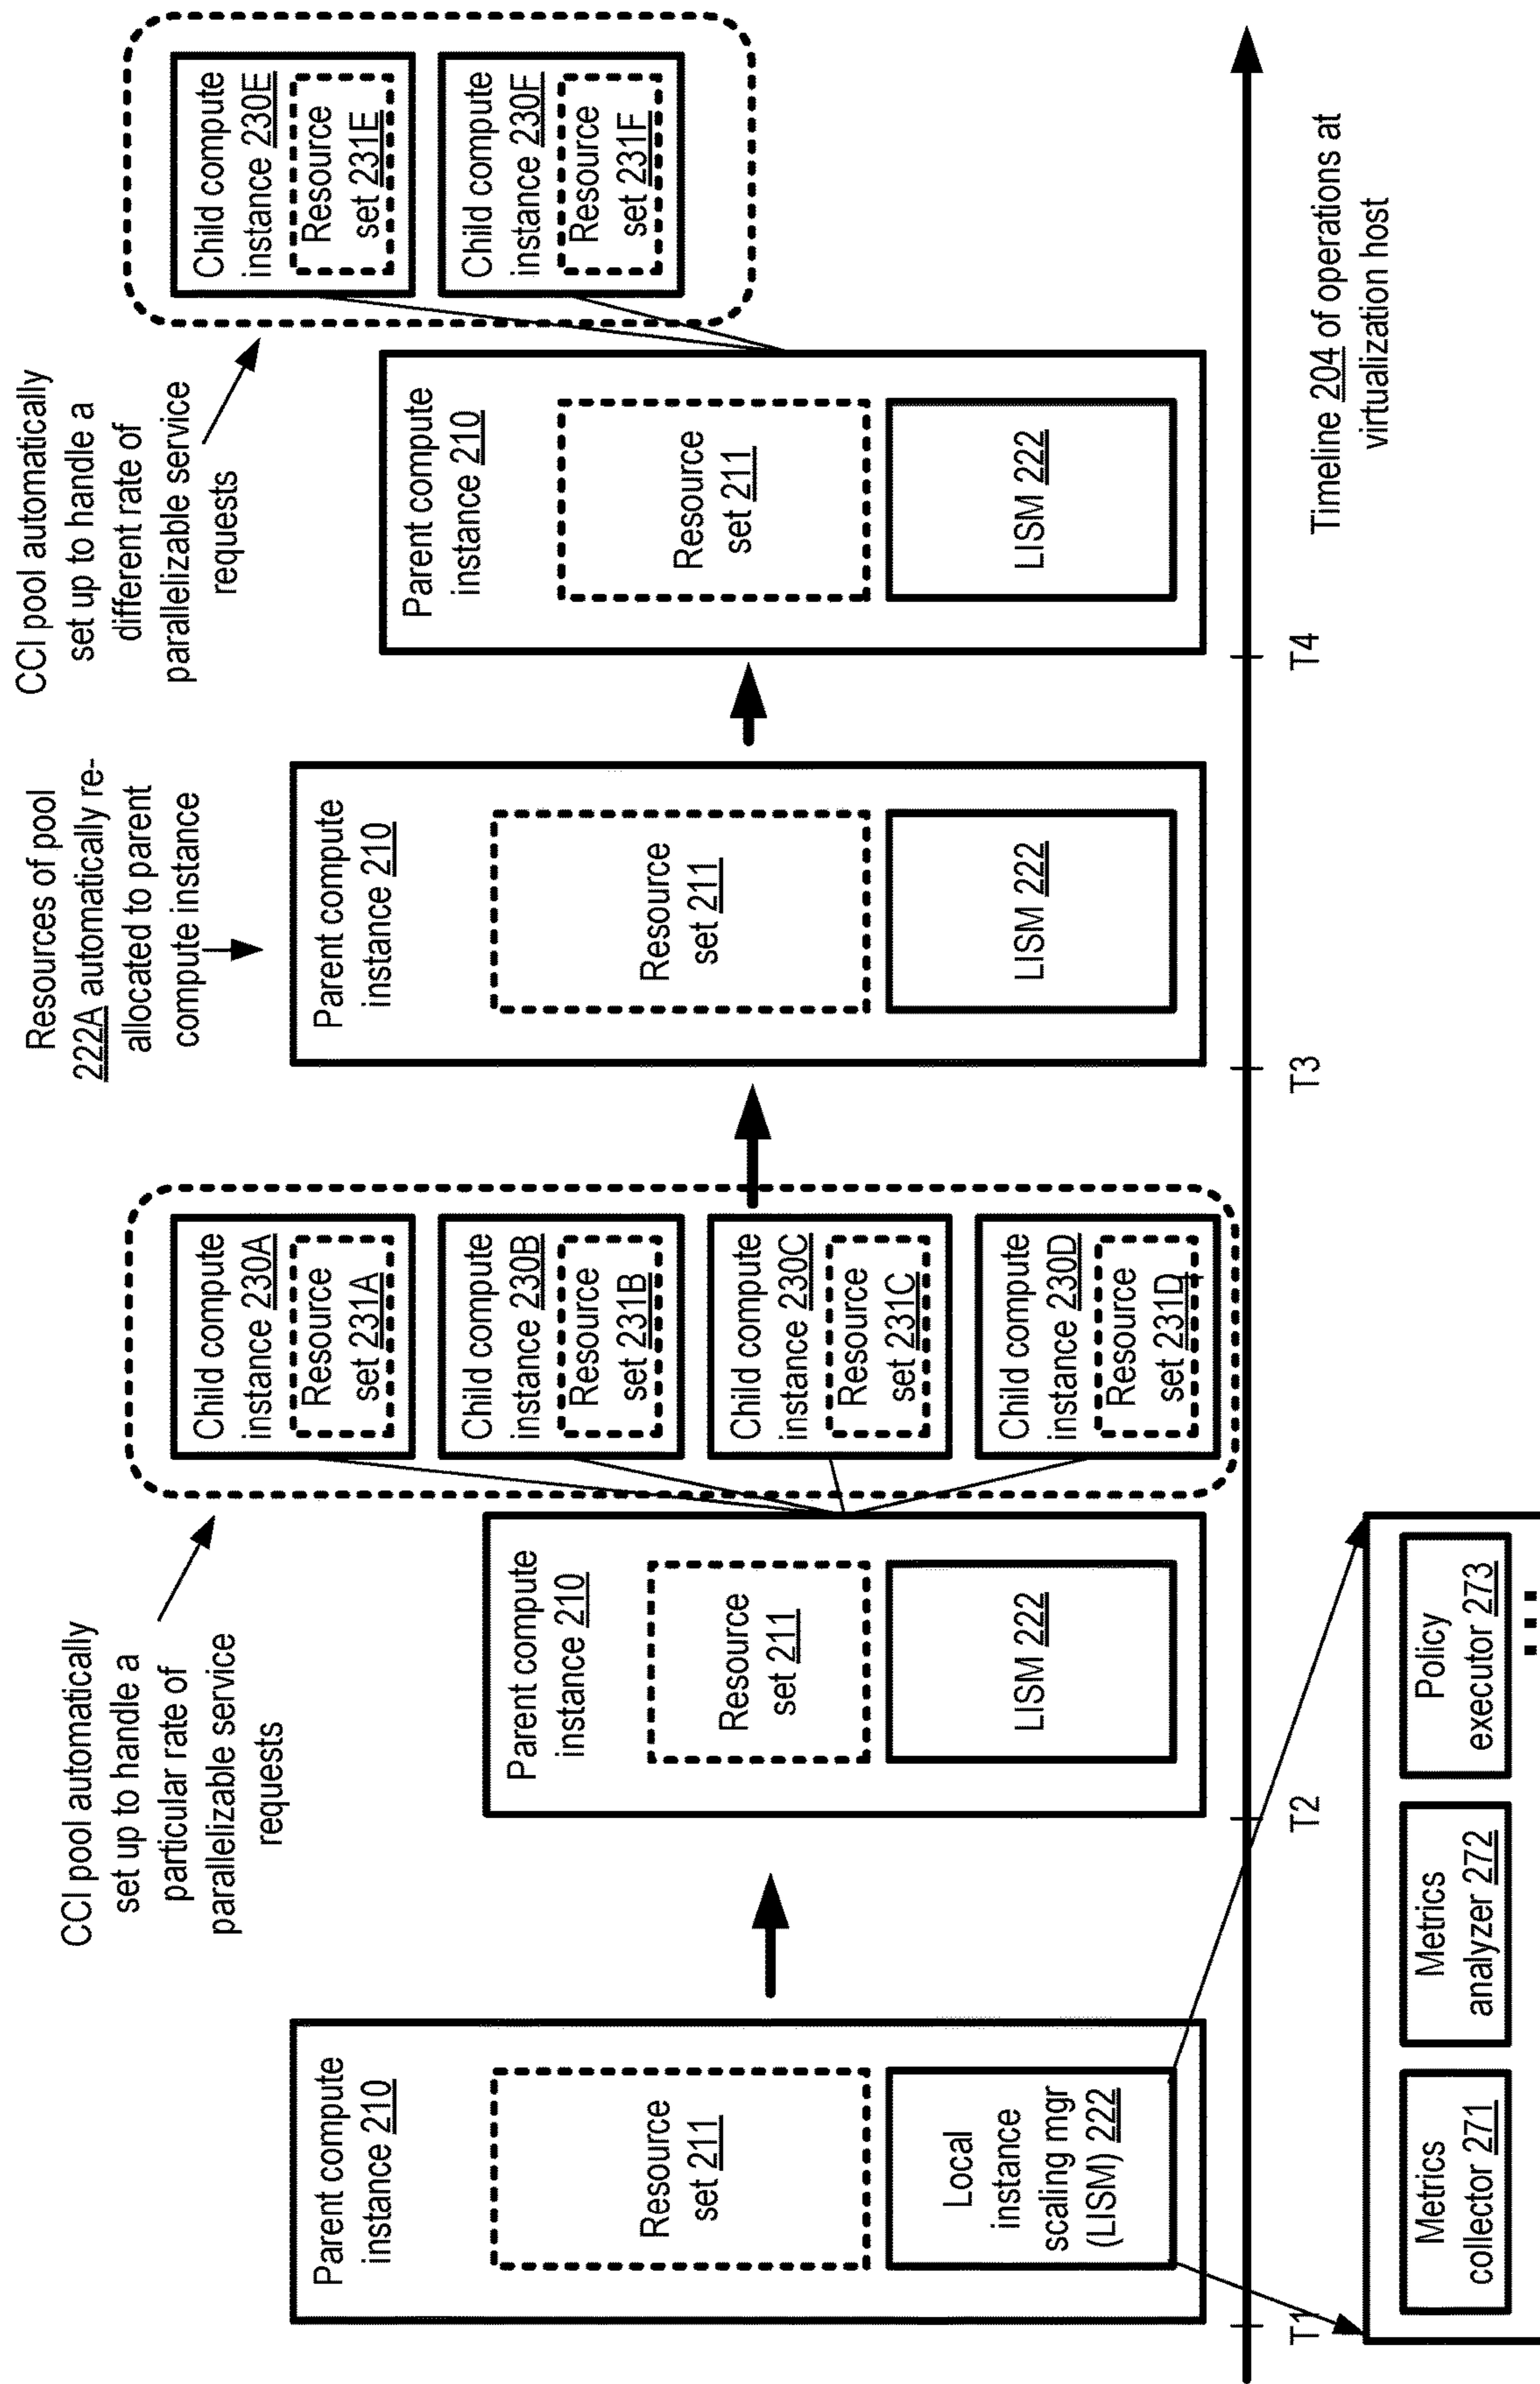 CCI pool automatically
set up to handle a
particular rate of
parallelizable service
requests
Resources of pool
222A automatically re-
allocated to parent
compute instance
CCI pool automatically
set up to handle a
different rate of
parallelizable service
requests
Parent compute
instance 210
Resource
set 211
Local
instance
scaling mgr
(LISM) 222
Parent compute
instance 210
Resource
set 211
LISM 222
Child compute
instance 230A
Resource
set 231A
Child compute
instance 230B
Resource
set 231B
Child compute
instance 230C
Resource
set 231C
Child compute
instance 230D
Resource
set 231D
Parent compute
instance 210
Resource
set 211
LISM 222
Parent compute
instance 210
Resource
set 211
LISM 222
Child compute
instance 230E
Resource
set 231E
Child compute
instance 230F
Resource
set 231F
T1
T2
T3
T4
Timeline 204 of operations at
virtualization host
Metrics
collector 271
Metrics
analyzer 272
Policy
executor 273